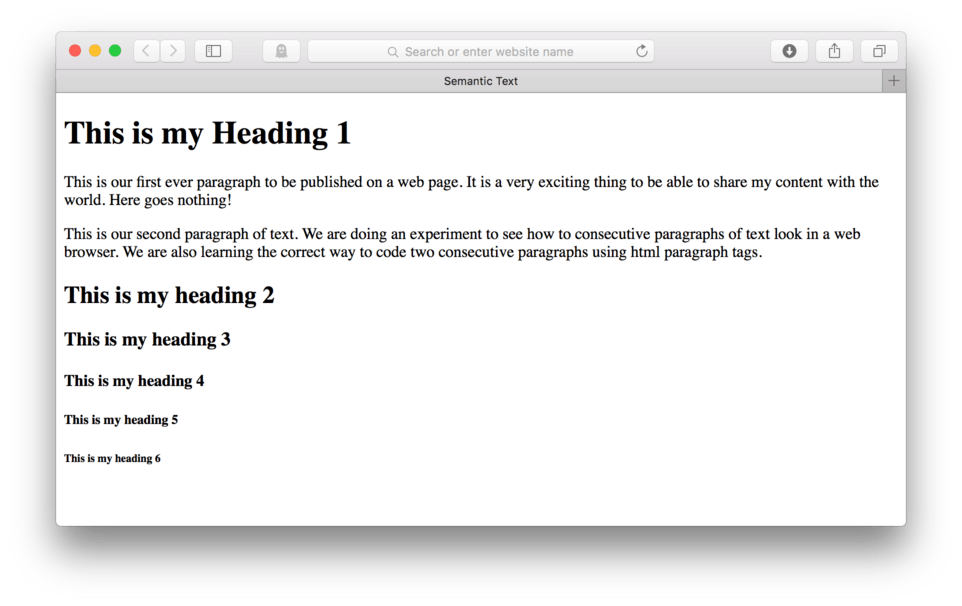 Search or enter website name
Semantic Text
This is my Heading 1
This is our first ever paragraph to be published on a web page. It is a very exciting thing to be able to share my content with the
world. Here goes nothing!
This is our second paragraph of text. We are doing an experiment to see how to consecutive paragraphs of text look in a web
browser. We are also learning the correct way to code two consecutive paragraphs using html paragraph tags.
This is my heading 2
This is my heading 3
This is my heading 4
This is my heading 5
This is my heading 6